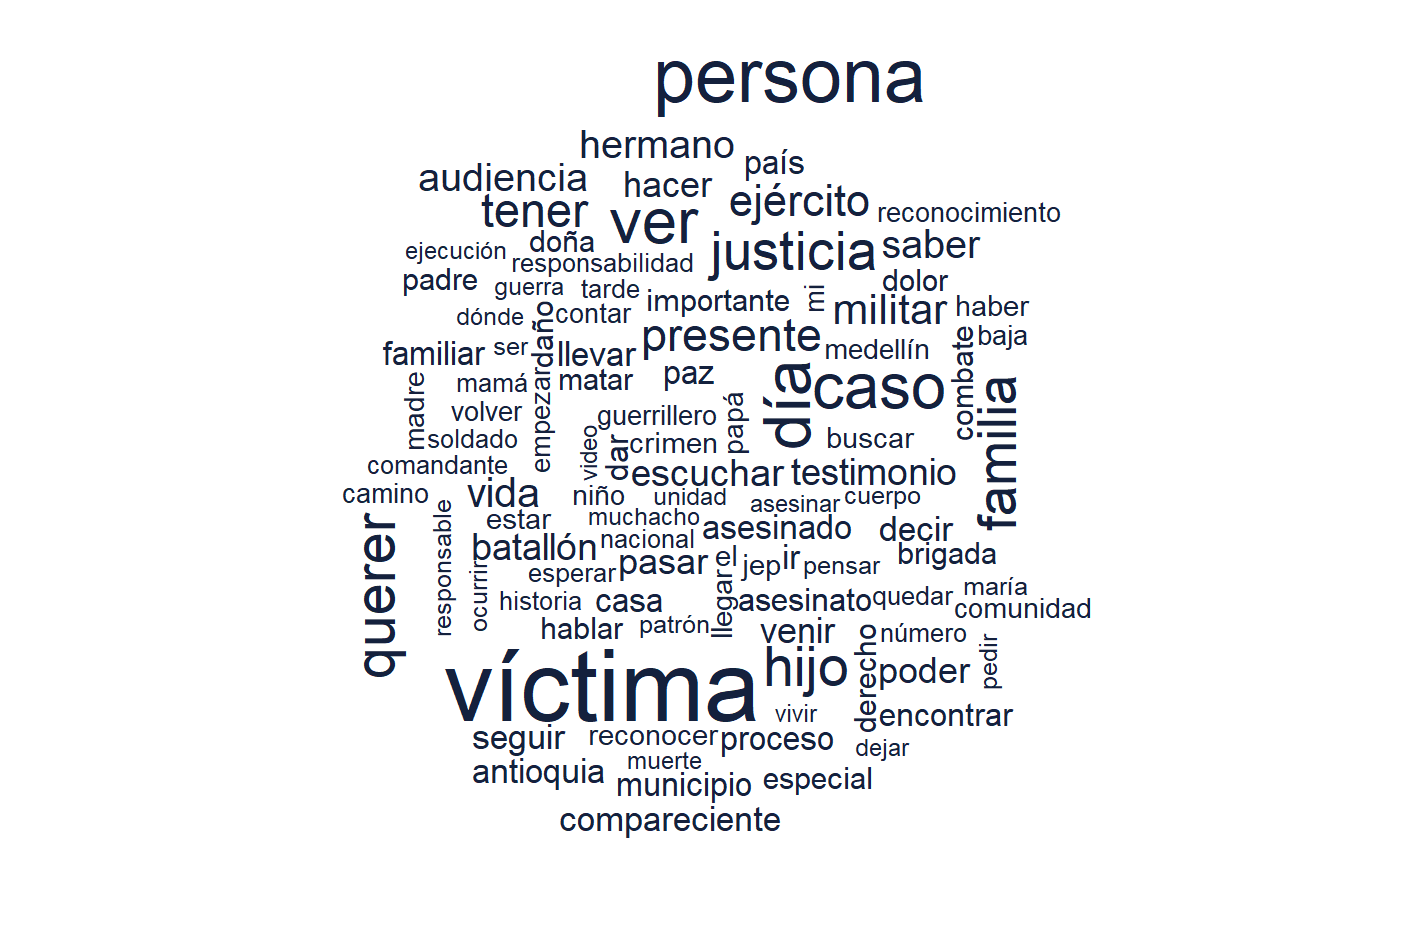 persona
hermano
país
audiencia
hacer
ejército
tener
ver
reconocimiento
doña
justicia
saber
ejecución
responsabilidad
padre
guerra
tarde
dolor
importante
mi
militar
haber
dónde
contar
daño
presente
baja
familiar
ser
llevar
medellín
combate
mamá
matar
paz
día
caso
familia
madre
volver
empezar
guerrillero
papá
soldado
video
dar
crimen
buscar
comandante
escuchar
testimonio
camino
vida
niño
unidad
asesinar
cuerpo
querer
responsable
estar
muchacho
asesinado
decir
batallón
nacional
pasar
el
jep
ir
pensar
brigada
ocurrir
esperar
llegar
historia
casa
asesinato
quedar
maría
comunidad
hablar
patrón
venir
derecho
número
víctima
hijo
poder
pedir
vivir
encontrar
seguir
reconocer
proceso
dejar
antioquia
muerte
municipio
especial
compareciente